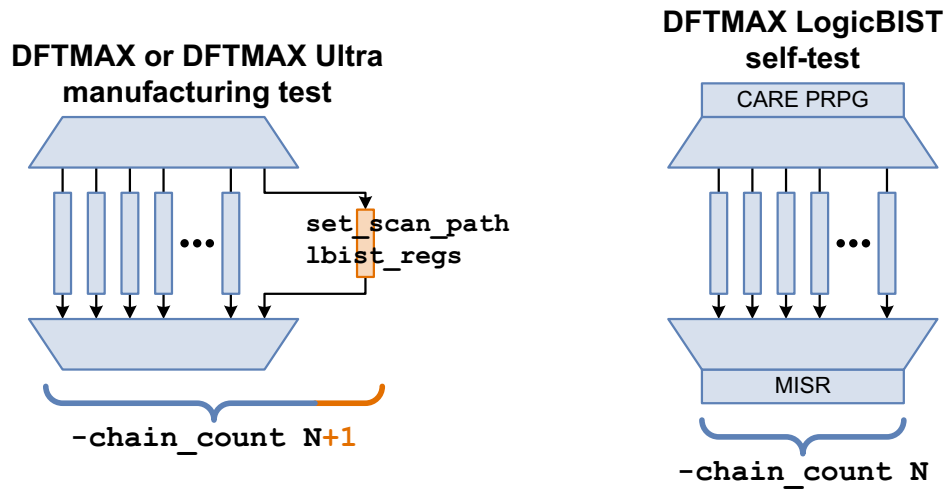 DFTMAX or DFTMAX Ultra
manufacturing test
set_scan_path
lbist_regs
-chain_count N+1
DFTMAX LogicBIST
self-test
CARE PRPG
MISR
-chain_count N